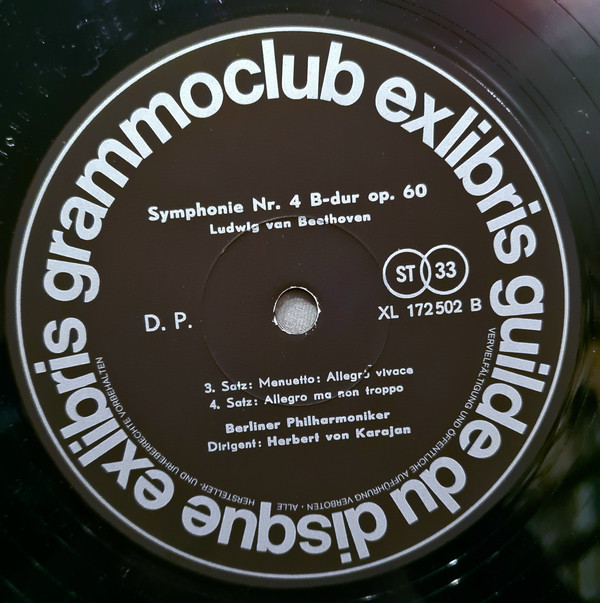 grammoclub exlibris guilde du disque exlibris
Symphonie Nr. 4 B-dur op. 60
Ludwig van Beethoven
ST 33
D. P.
XL 172502 B
3. Satz: Menuetto: Allegro vivace
4. Satz: Allegro ma non troppo
Berliner Philharmoniker
Dirigent: Herbert von Karajan
VERVIELFÄLTIGUNG UND ÖFFENTLICHE AUFFÜHRUNG VERBOTEN · ALLE HERSTELLER- UND URHEBERRECHTE VORBEHALTEN